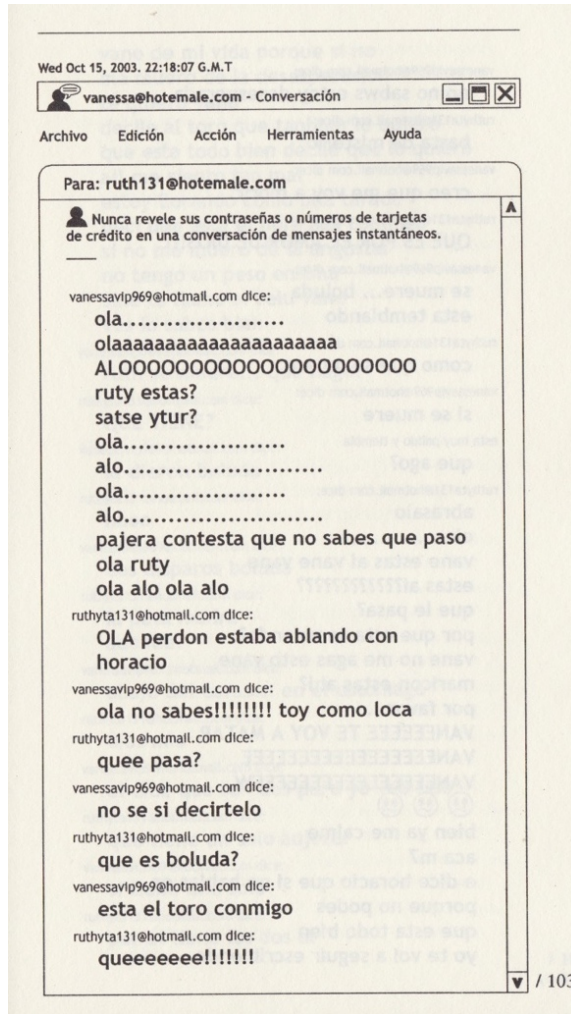 Wed Oct 15, 2003. 22:18:07 G.M.T
vanessa@hotemale.com - Conversación
Archivo Edición Acción Herramientas Ayuda
Para: ruth131@hotemale.com
Nunca revele sus contraseñas o números de tarjetas
de crédito en una conversación de mensajes instantáneos.
vanessavip969@hotmail.com dice:
ola.....................
olaaaaaaaaaaaaaaaaaaaaa
ALOOOOOOOOOOOOOOOOOOOOO
ruty estas?
satse ytur?
ola.....................
alo.........................
ola.....................
alo.........................
pajera contesta que no sabes que paso
ola ruty
ola alo ola alo
ruthyta131@hotmail.com dice:
OLA perdon estaba ablando con
horacio
vanessavip969@hotmail.com dice:
ola no sabes!!!!!!!! toy como loca
ruthyta131@hotmail.com dice:
quee pasa?
vanessavip969@hotmail.com dice:
no se si decirtelo
ruthyta131@hotmail.com dice:
que es boluda?
vanessavip969@hotmail.com dice:
esta el toro conmigo
ruthyta131@hotmail.com dice:
queeeeeee!!!!!!!
/ 103